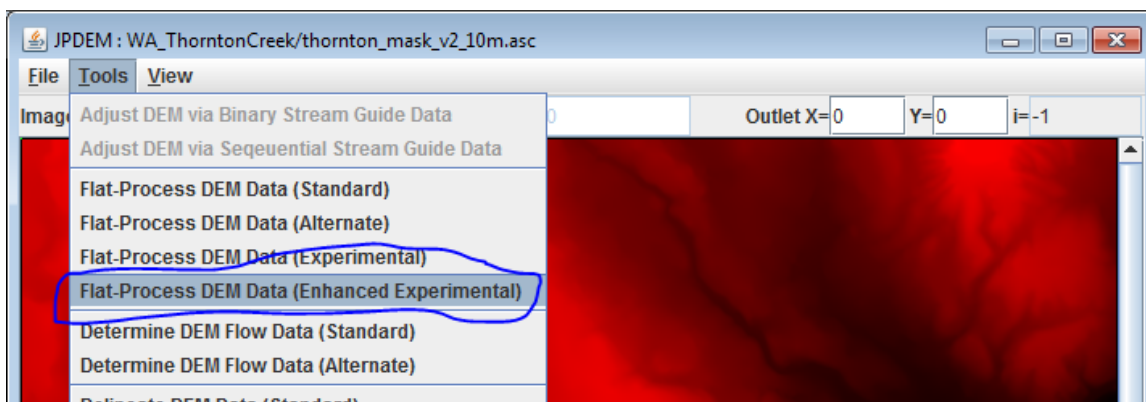 JPDEM : WA_ThorntonCreek/thornton_mask_v2_10m.asc
File Tools View
Outlet X= 0 Y= 0 i= -1
Adjust DEM via Binary Stream Guide Data
Adjust DEM via Seqeuential Stream Guide Data
Flat-Process DEM Data (Standard)
Flat-Process DEM Data (Alternate)
Flat-Process DEM Data (Experimental)
Flat-Process DEM Data (Enhanced Experimental)
Determine DEM Flow Data (Standard)
Determine DEM Flow Data (Alternate)